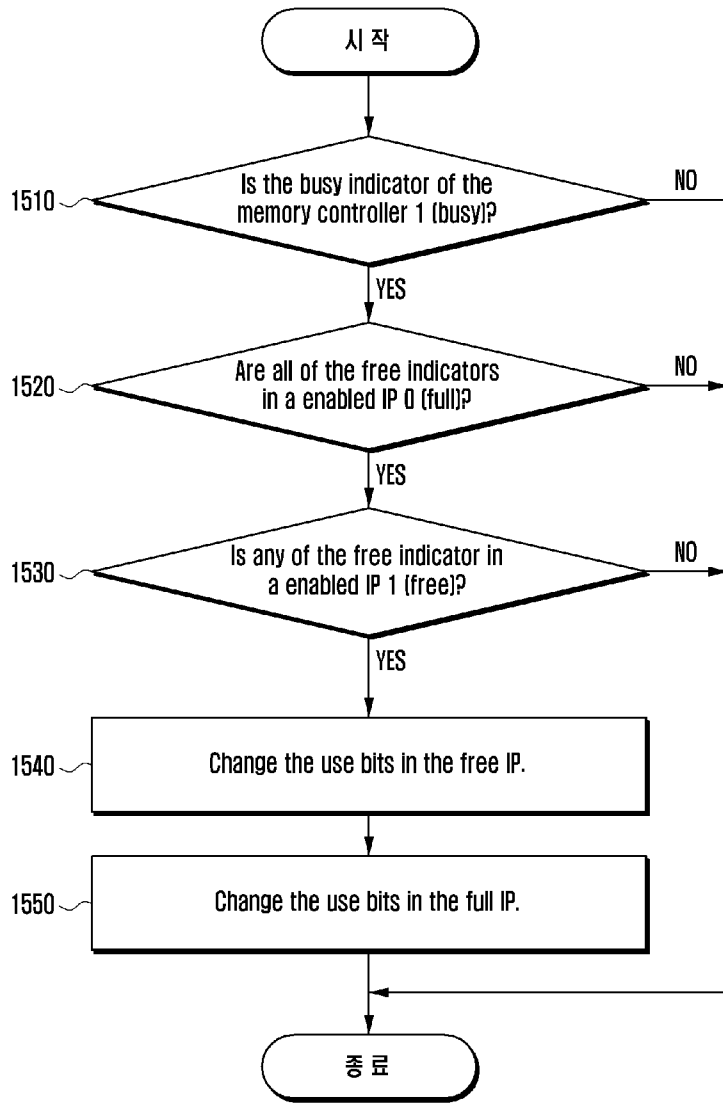 시 작
1510
Is the busy indicator of the
memory controller 1 (busy)?
NO
YES
1520
Are all of the free indicators
in a enabled IP 0 (full)?
NO
YES
1530
Is any of the free indicator in
a enabled IP 1 (free)?
NO
YES
1540
Change the use bits in the free IP.
1550
Change the use bits in the full IP.
종 료